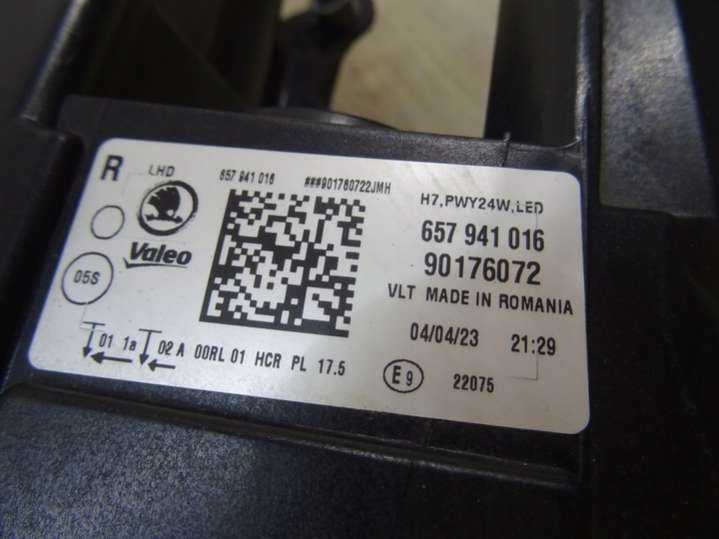 R LHD 657 941 016 ###901760722JMH H7,PWY24W,LED
657 941 016
Valeo
90176072
05S
VLT MADE IN ROMANIA
04/04/23 21:29
01 1a 02 A 00RL 01 HCR PL 17.5
E9 22075